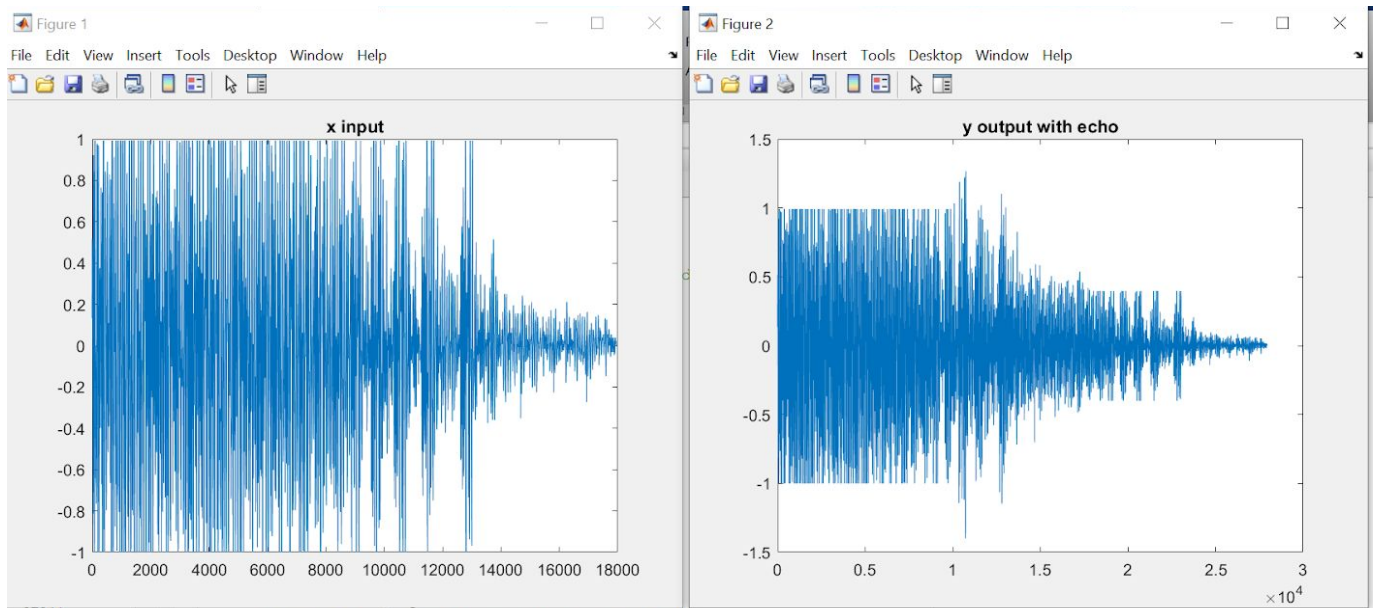 Figure 1
File Edit View Insert Tools Desktop Window Help
x input
1
0.8
0.6
0.4
0.2
0
-0.2
-0.4
-0.6
-0.8
-1
0 2000 4000 6000 8000 10000 12000 14000 16000 18000
Figure 2
File Edit View Insert Tools Desktop Window Help
y output with echo
1.5
1
0.5
0
-0.5
-1
-1.5
0 0.5 1 1.5 2 2.5 3
×10⁴